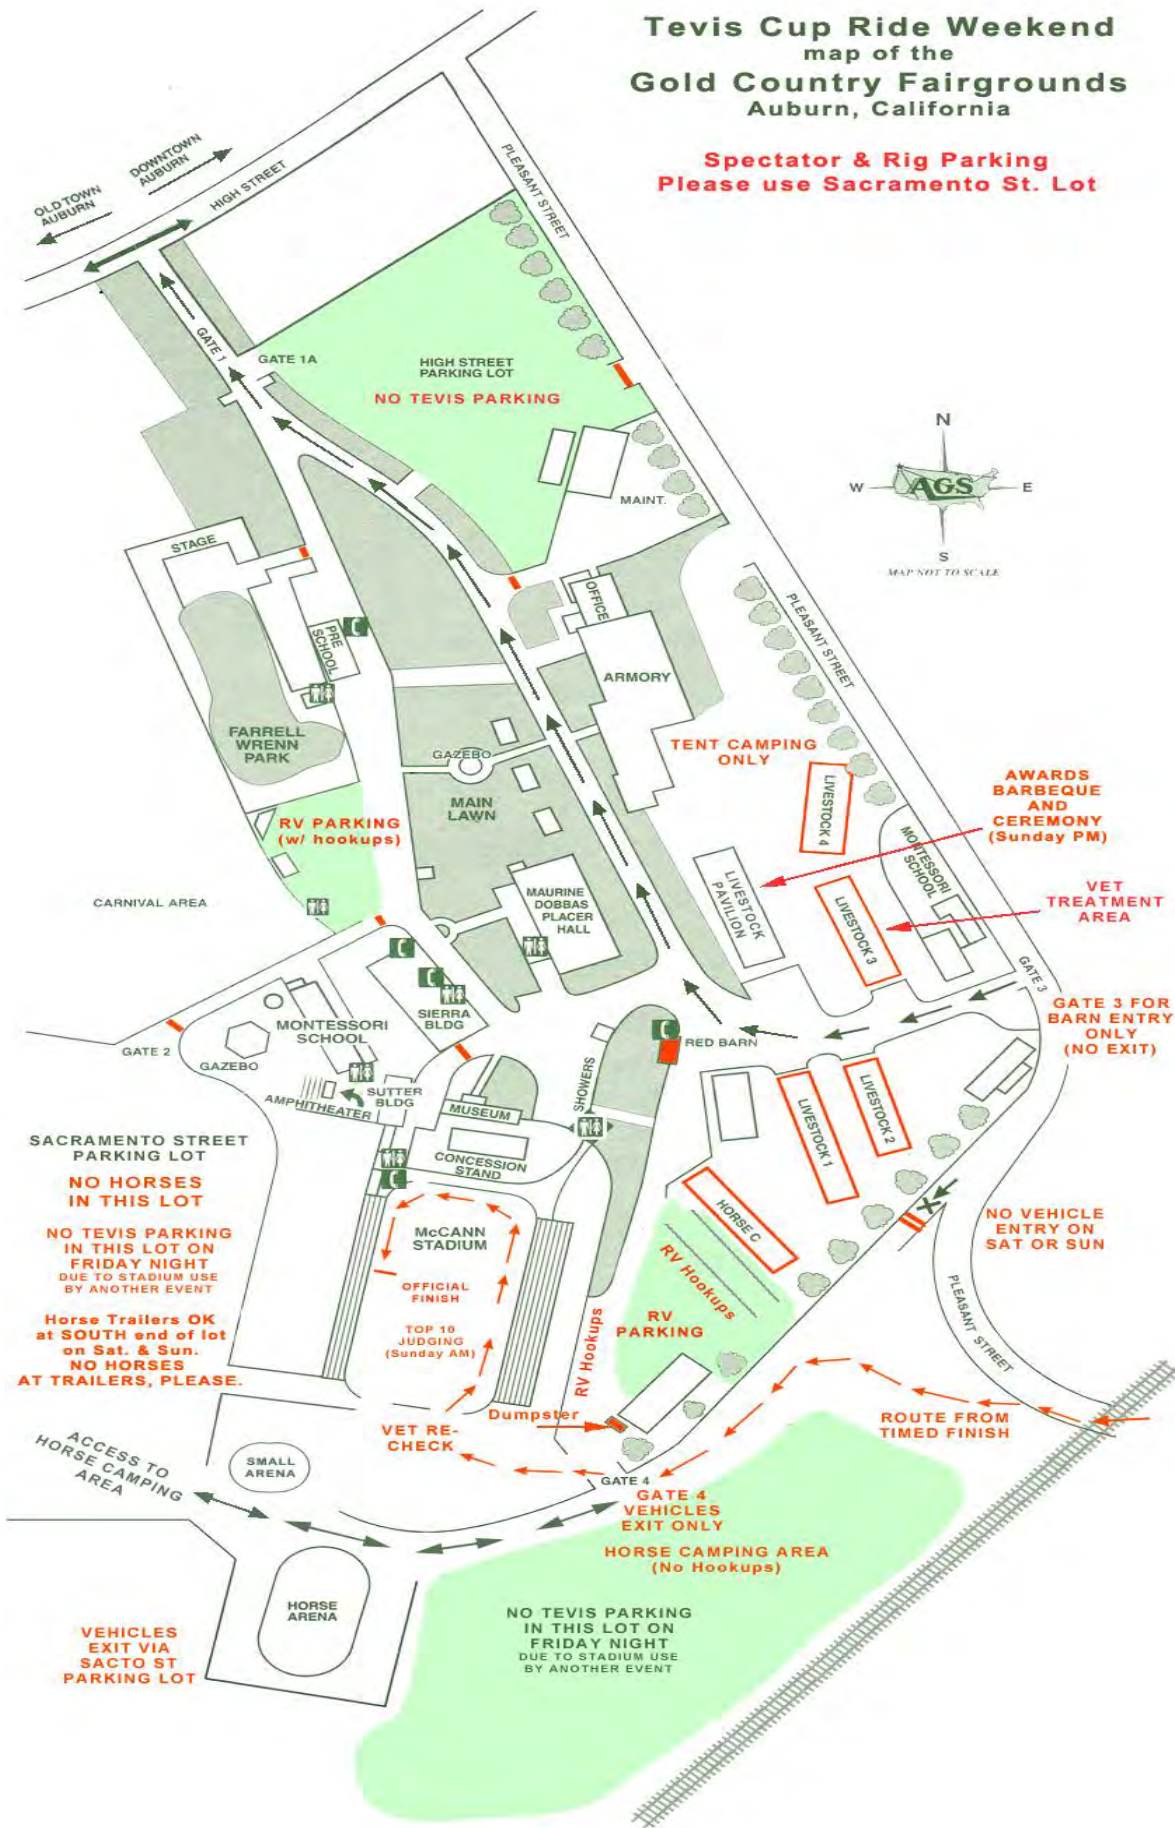 Tevis Cup Ride Weekend
map of the
Gold Country Fairgrounds
Auburn, California
Spectator & Rig Parking
Please use Sacramento St. Lot
DOWNTOWN
AUBURN
OLD TOWN
AUBURN
HIGH STREET
PLEASANT STREET
GATE 1
GATE 1A
HIGH STREET
PARKING LOT
NO TEVIS PARKING
MAINT.
N
W
AGS
E
S
MAP NOT TO SCALE
STAGE
OFFICE
PRE
SCHOOL
PLEASANT STREET
ARMORY
FARRELL
WRENN
PARK
GAZEBO
TENT CAMPING
ONLY
MAIN
LAWN
LIVESTOCK 4
AWARDS
BARBEQUE
AND
CEREMONY
(Sunday PM)
RV PARKING
(w/ hookups)
MONTESSORI
SCHOOL
LIVESTOCK
PAVILION
MAURINE
DOBBAS
PLACER
HALL
CARNIVAL AREA
LIVESTOCK 3
VET
TREATMENT
AREA
GATE 3
SIERRA
BLDG
MONTESSORI
SCHOOL
GATE 2
GAZEBO
RED BARN
GATE 3 FOR
BARN ENTRY
ONLY
(NO EXIT)
SHOWERS
AMPHITHEATER
SUTTER
BLDG
MUSEUM
LIVESTOCK 1
LIVESTOCK 2
CONCESSION
STAND
SACRAMENTO STREET
PARKING LOT
NO HORSES
IN THIS LOT
NO TEVIS PARKING
IN THIS LOT ON
FRIDAY NIGHT
DUE TO STADIUM USE
BY ANOTHER EVENT
Horse Trailers OK
at SOUTH end of lot
on Sat. & Sun.
NO HORSES
AT TRAILERS, PLEASE.
McCANN
STADIUM
OFFICIAL
FINISH
TOP 10
JUDGING
(Sunday AM)
HORSE C
RV Hookups
RV
PARKING
RV Hookups
NO VEHICLE
ENTRY ON
SAT OR SUN
PLEASANT STREET
Dumpster
VET RE-
CHECK
ROUTE FROM
TIMED FINISH
ACCESS TO
HORSE CAMPING
AREA
SMALL
ARENA
GATE 4
GATE 4
VEHICLES
EXIT ONLY
HORSE CAMPING AREA
(No Hookups)
HORSE
ARENA
NO TEVIS PARKING
IN THIS LOT ON
FRIDAY NIGHT
DUE TO STADIUM USE
BY ANOTHER EVENT
VEHICLES
EXIT VIA
SACTO ST
PARKING LOT